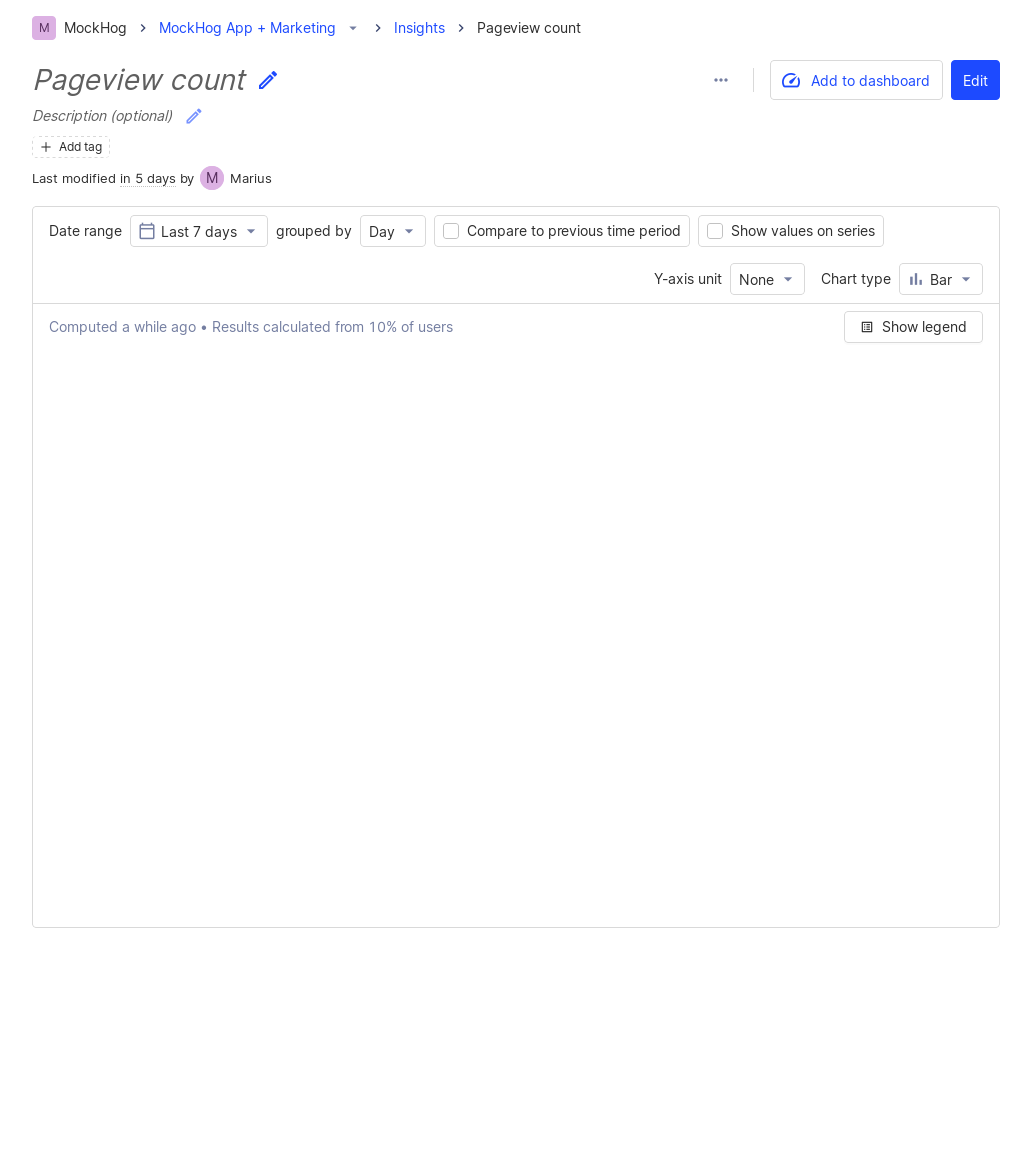 M MockHog MockHog App + Marketing Insights Pageview count
Pageview count
Add to dashboard Edit
Description (optional)
Add tag
Last modified in 5 days by M Marius
Date range Last 7 days grouped by Day Compare to previous time period Show values on series
Y-axis unit None Chart type Bar
Computed a while ago • Results calculated from 10% of users Show legend